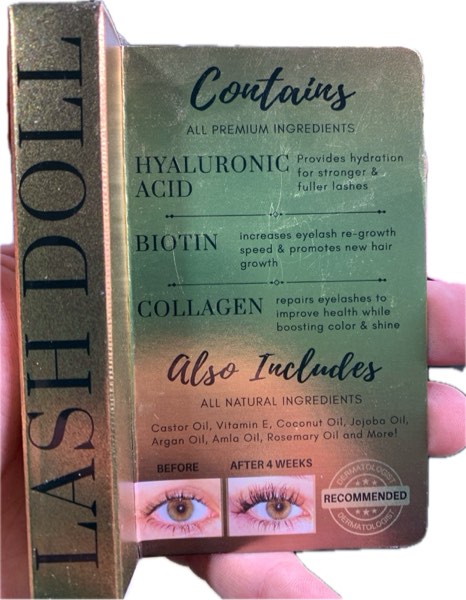 LASH DOLL
Contains
ALL PREMIUM INGREDIENTS
HYALURONIC ACID
Provides hydration
for stronger &
fuller lashes
BIOTIN
increases eyelash re-growth
speed & promotes new hair
growth
COLLAGEN
repairs eyelashes to
improve health while
boosting color & shine
Also Includes
ALL NATURAL INGREDIENTS
Castor Oil, Vitamin E, Coconut Oil, Jojoba Oil,
Argan Oil, Amla Oil, Rosemary Oil and More!
BEFORE
AFTER 4 WEEKS
DERMATOLOGIST
RECOMMENDED
DERMATOLOGIST